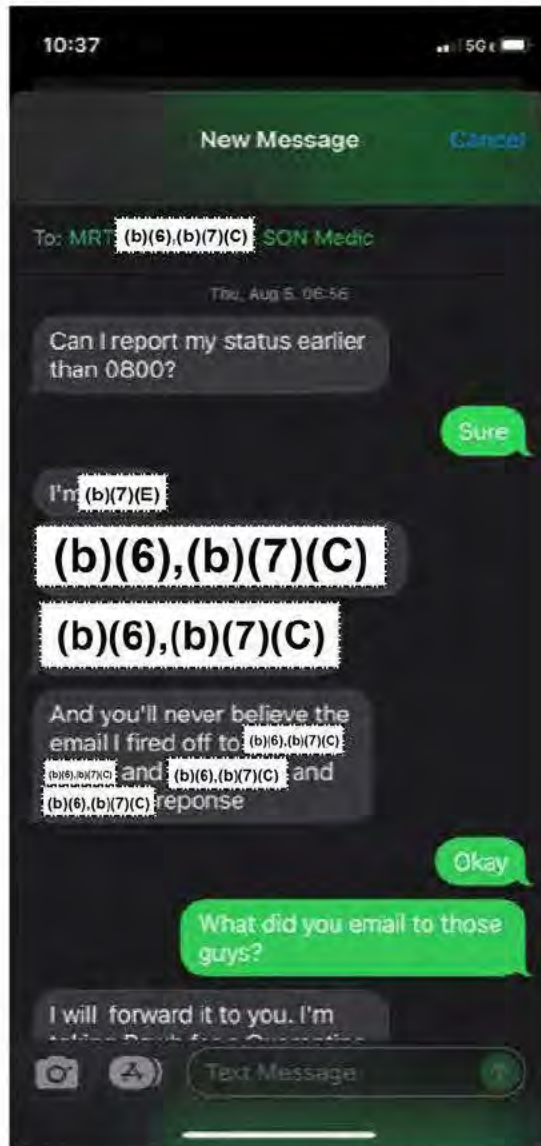 10:37
5G
New Message
Cancel
To: MRT (b)(6),(b)(7)(C) SON Medic
Thu, Aug 5, 06:56
Can I report my status earlier
than 0800?
Sure
I'm (b)(7)(E)
(b)(6),(b)(7)(C)
(b)(6),(b)(7)(C)
And you'll never believe the
email I fired off to (b)(6),(b)(7)(C)
(b)(6),(b)(7)(C) and (b)(6),(b)(7)(C) and
(b)(6),(b)(7)(C) reponse
Okay
What did you email to those
guys?
I will forward it to you. I'm
Text Message